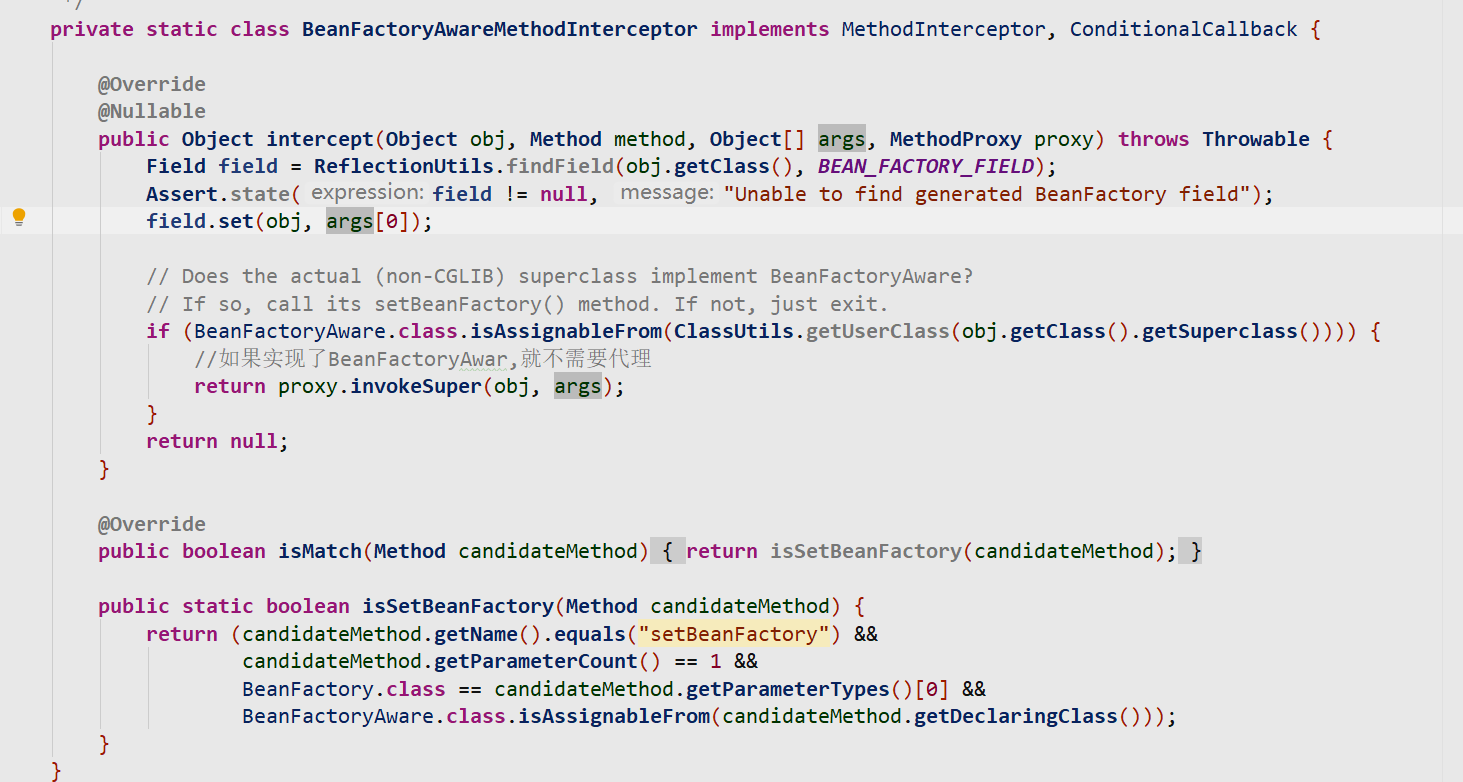 */
private static class BeanFactoryAwareMethodInterceptor implements MethodInterceptor, ConditionalCallback {
@Override
@Nullable
public Object intercept(Object obj, Method method, Object[] args, MethodProxy proxy) throws Throwable {
Field field = ReflectionUtils.findField(obj.getClass(), BEAN_FACTORY_FIELD);
Assert.state( expression: field != null, message: "Unable to find generated BeanFactory field");
field.set(obj, args[0]);
// Does the actual (non-CGLIB) superclass implement BeanFactoryAware?
// If so, call its setBeanFactory() method. If not, just exit.
if (BeanFactoryAware.class.isAssignableFrom(ClassUtils.getUserClass(obj.getClass().getSuperclass()))) {
//如果实现了BeanFactoryAwar,就不需要代理
return proxy.invokeSuper(obj, args);
}
return null;
}
@Override
public boolean isMatch(Method candidateMethod) { return isSetBeanFactory(candidateMethod); }
public static boolean isSetBeanFactory(Method candidateMethod) {
return (candidateMethod.getName().equals("setBeanFactory") &&
candidateMethod.getParameterCount() == 1 &&
BeanFactory.class == candidateMethod.getParameterTypes()[0] &&
BeanFactoryAware.class.isAssignableFrom(candidateMethod.getDeclaringClass()));
}
}